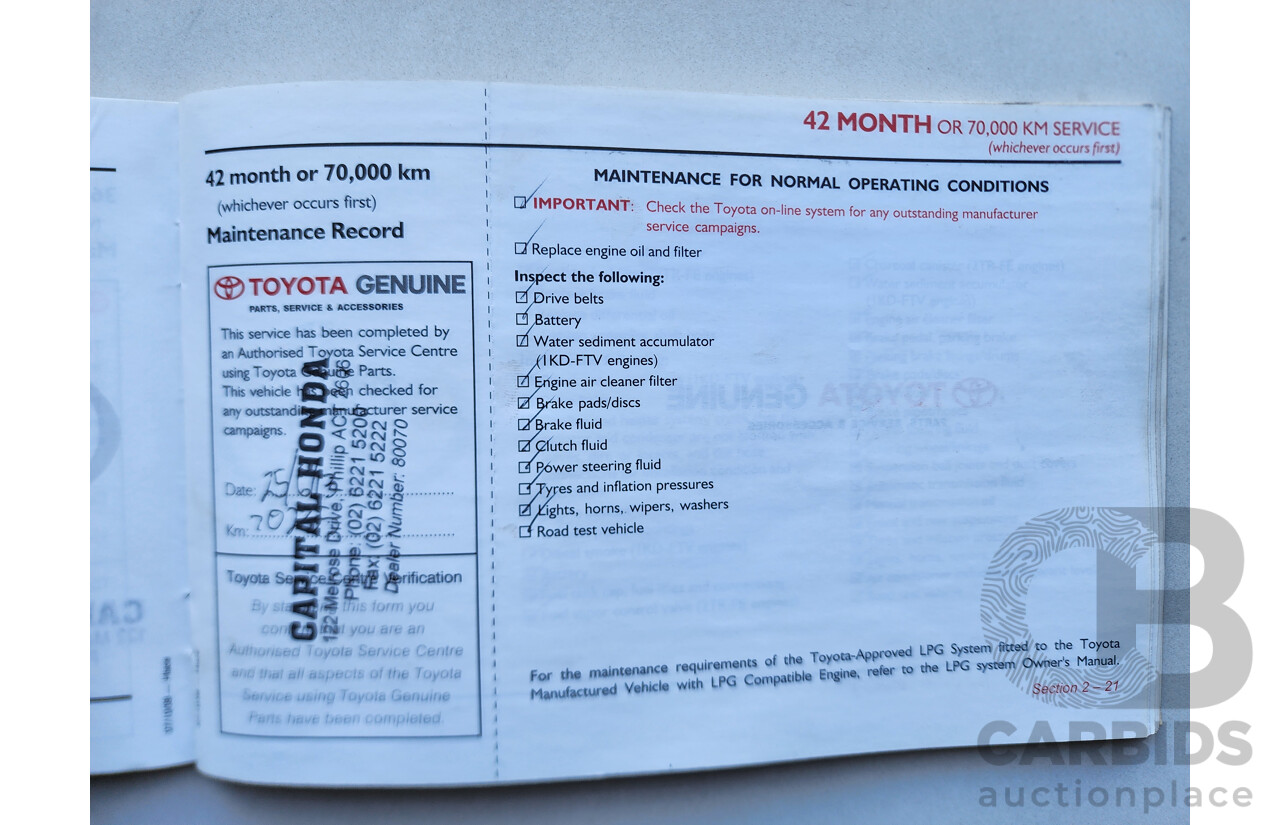 42 month or 70,000 km
(whichever occurs first)
Maintenance Record
TOYOTA GENUINE
PARTS, SERVICE & ACCESSORIES
This service has been completed by
an Authorised Toyota Service Centre
using Toyota Genuine Parts.
This vehicle has been checked for
any outstanding manufacturer service
campaigns.
Date:
Km:
CAPITAL HONDA
122 Melrose Drive, Phillip ACT
Phone: (02) 6221 5200
Fax: (02) 6221 5222
Dealer Number: 80070
Toyota Service Centre Verification
By stamping this form you
confirm that you are an
Authorised Toyota Service Centre
and that all aspects of the Toyota
Service using Toyota Genuine
Parts have been completed.
42 MONTH OR 70,000 KM SERVICE
(whichever occurs first)
MAINTENANCE FOR NORMAL OPERATING CONDITIONS
IMPORTANT: Check the Toyota on-line system for any outstanding manufacturer
service campaigns.
Replace engine oil and filter
Inspect the following:
Drive belts
Battery
Water sediment accumulator
(1KD-FTV engines)
Engine air cleaner filter
Brake pads/discs
Brake fluid
Clutch fluid
Power steering fluid
Tyres and inflation pressures
Lights, horns, wipers, washers
Road test vehicle
For the maintenance requirements of the Toyota-Approved LPG System fitted to the Toyota
Manufactured Vehicle with LPG Compatible Engine, refer to the LPG system Owner's Manual.
Section 2 – 21
CB
CARBIDS
auctionplace